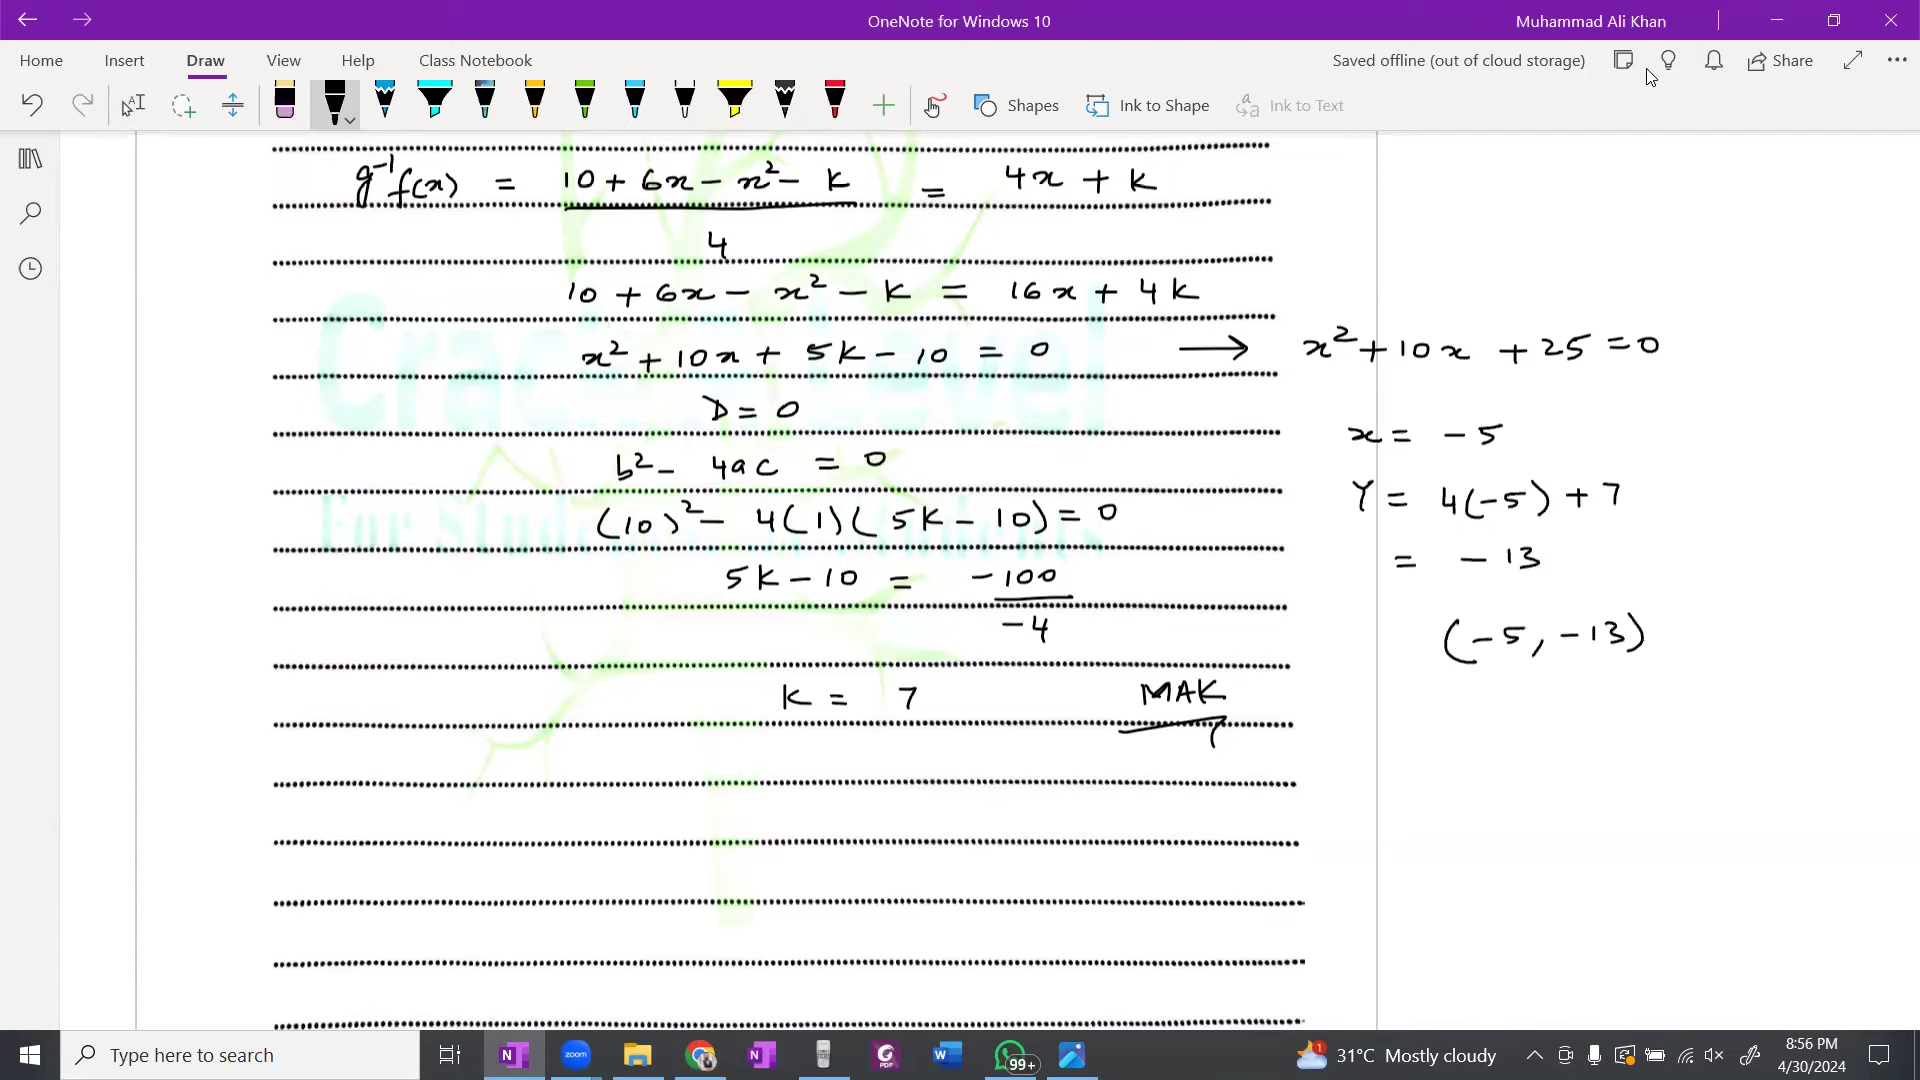 OneNote for Windows 10
Muhammad Ali Khan
Home Insert Draw View Help Class Notebook
Saved offline (out of cloud storage) Share
Shapes Ink to Shape Ink to Text
g⁻¹f(x) = 10 + 6x − x² − k / 4 = 4x + k
10 + 6x − x² − k = 16x + 4k
x² + 10x + 5k − 10 = 0 → x² + 10x + 25 = 0
D = 0
b² − 4ac = 0
(10)² − 4(1)(5k − 10) = 0
5k − 10 = −100 / −4
k = 7
MAK
x = −5
Y = 4(−5) + 7
= −13
(−5, −13)
Type here to search
zoom
99+
1
31°C Mostly cloudy
8:56 PM
4/30/2024